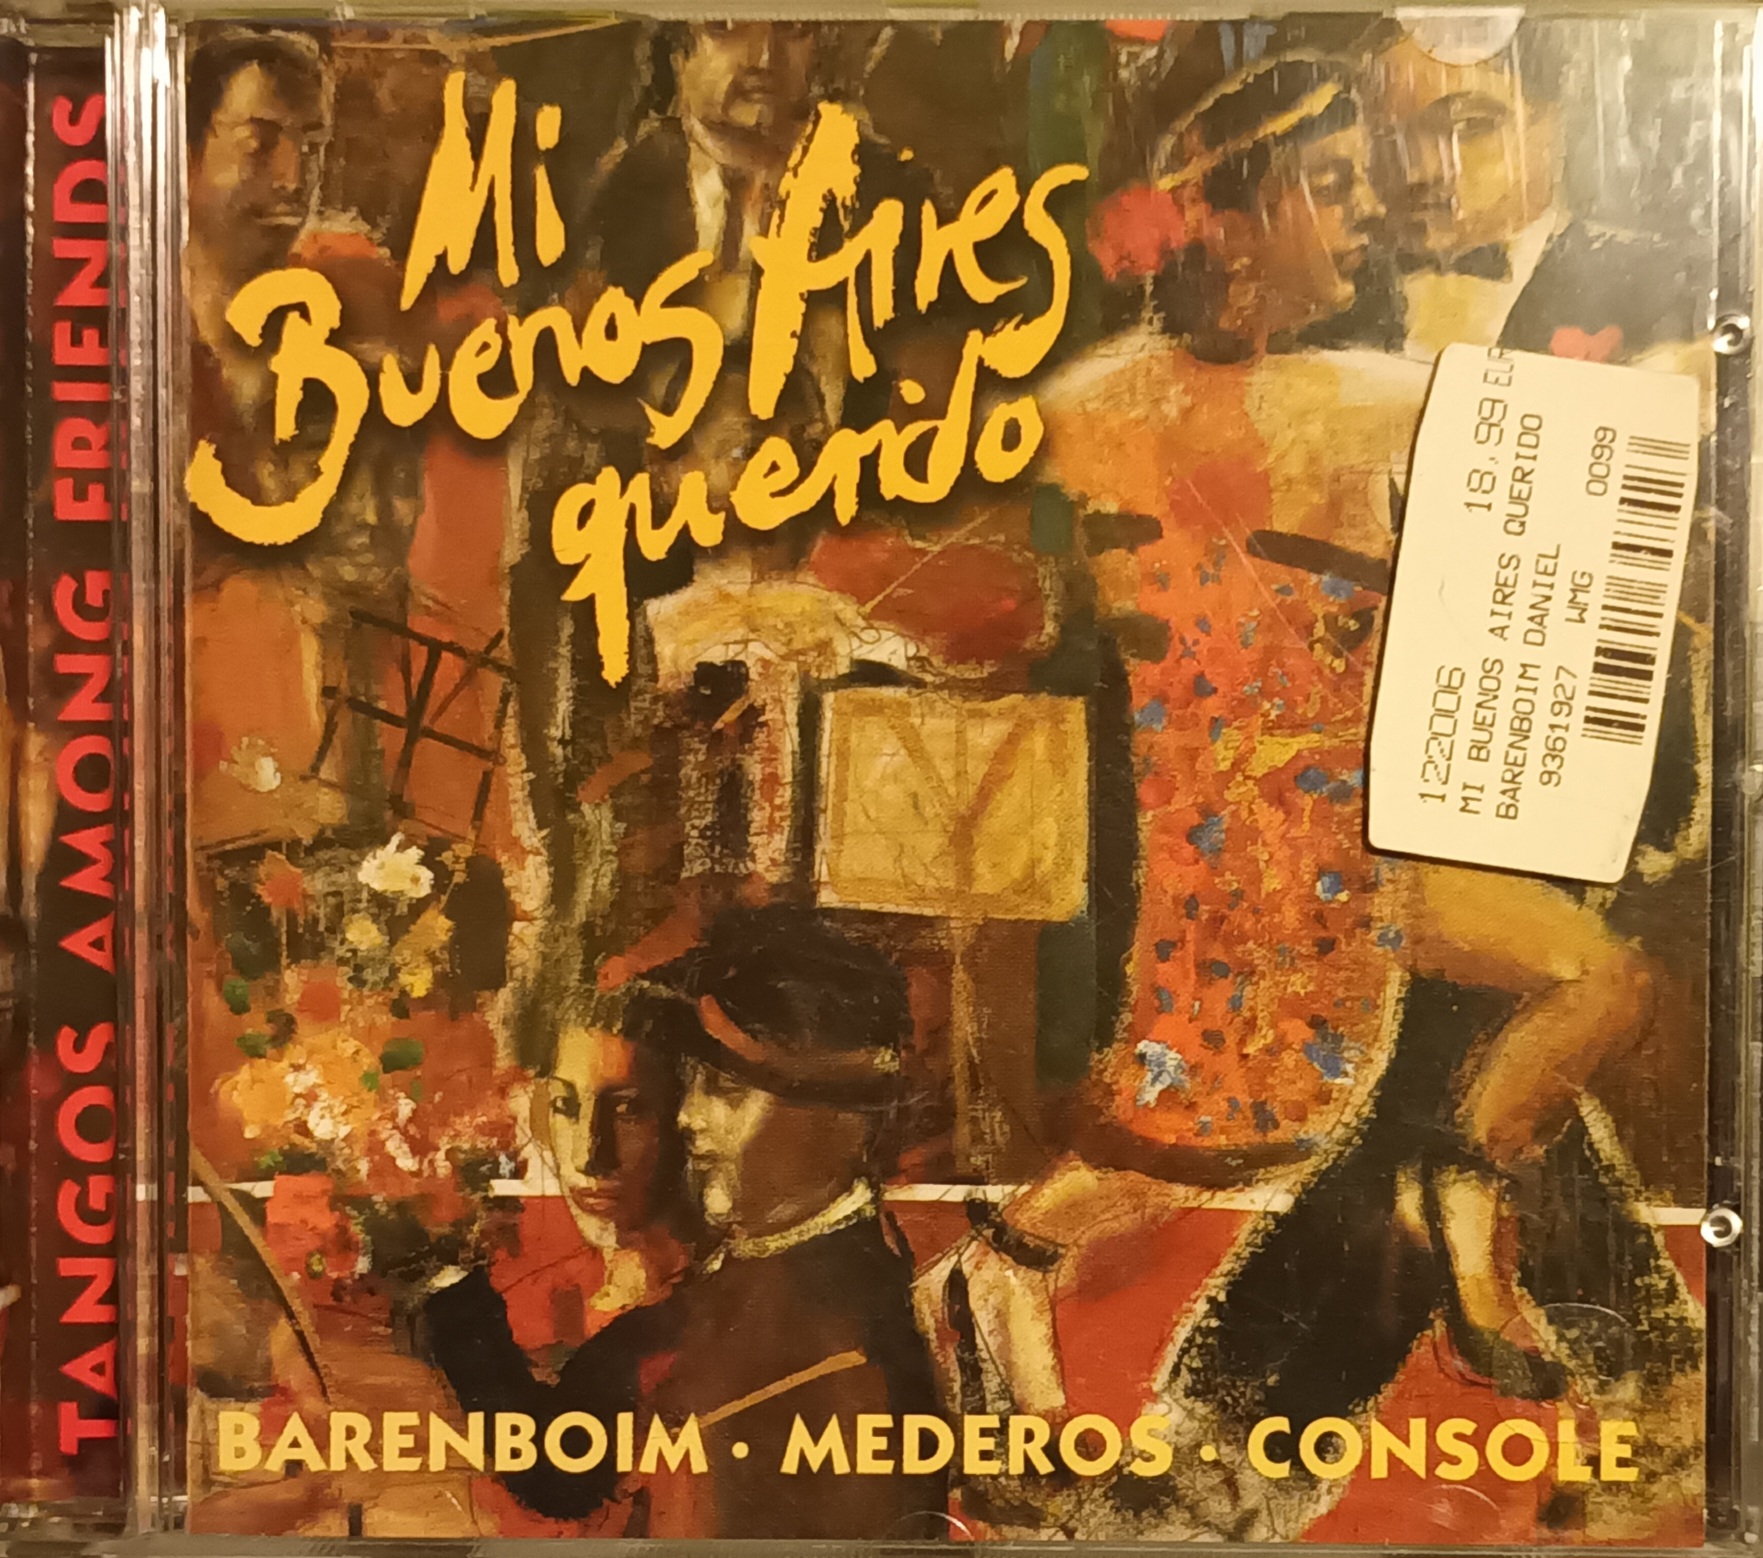 TANGOS AMONG FRIENDS
Mi
Buenos Aires
querido
122006 18,99 EUR
MI BUENOS AIRES QUERIDO
BARENBOIM DANIEL
9361927 WMG 0099
BARENBOIM · MEDEROS · CONSOLE